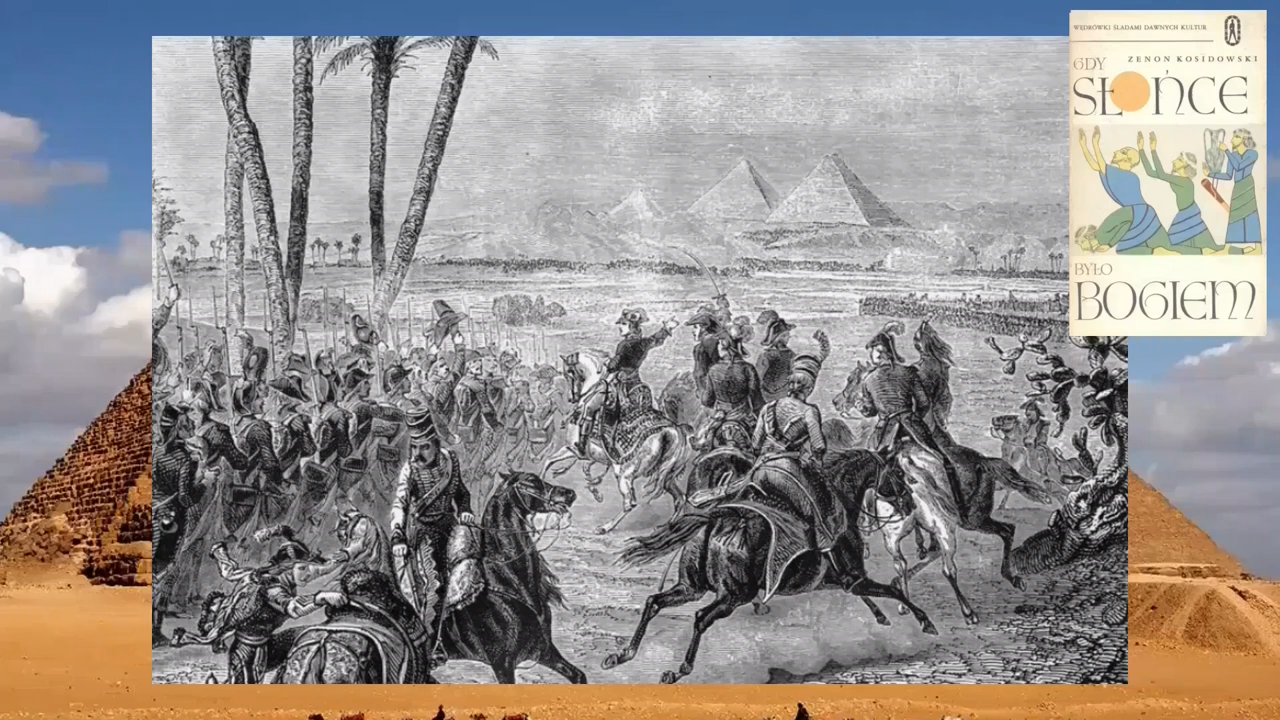 WĘDRÓWKI ŚLADAMI DAWNYCH KULTUR
ZENON KOSIDOWSKI
GDY
SŁOŃCE
BYŁO
BOGIEM